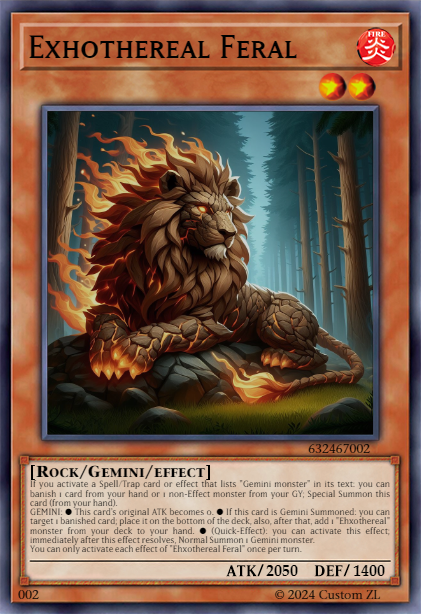 Exhothereal Feral
FIRE
炎
632467002
[Rock/Gemini/effect]
If you activate a Spell/Trap card or effect that lists "Gemini monster" in its text: you can
banish 1 card from your hand or 1 non-Effect monster from your GY; Special Summon this
card (from your hand).
GEMINI: ● This card's original ATK becomes 0. ● If this card is Gemini Summoned: you can
target 1 banished card; place it on the bottom of the deck, also, after that, add 1 "Ehxothereal"
monster from your deck to your hand. ● (Quick-Effect): you can activate this effect;
immediately after this effect resolves, Normal Summon 1 Gemini monster.
You can only activate each effect of "Ehxothereal Feral" once per turn.
ATK/2050 DEF/1400
002 © 2024 Custom ZL